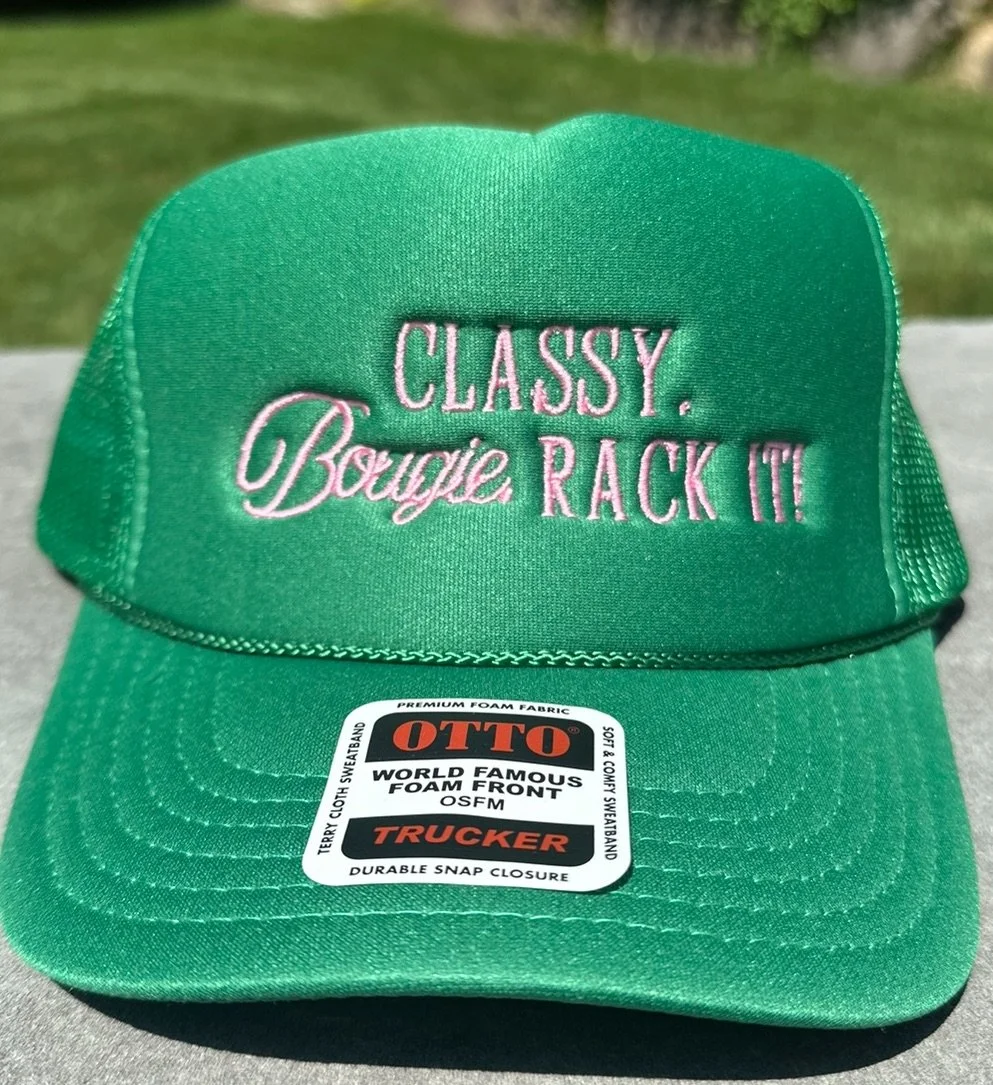 CLASSY.
Bougie. RACK IT!
PREMIUM FOAM FABRIC
TERRY CLOTH SWEATBAND
OTTO®
WORLD FAMOUS
FOAM FRONT
OSFM
TRUCKER
SOFT & COMFY SWEATBAND
DURABLE SNAP CLOSURE